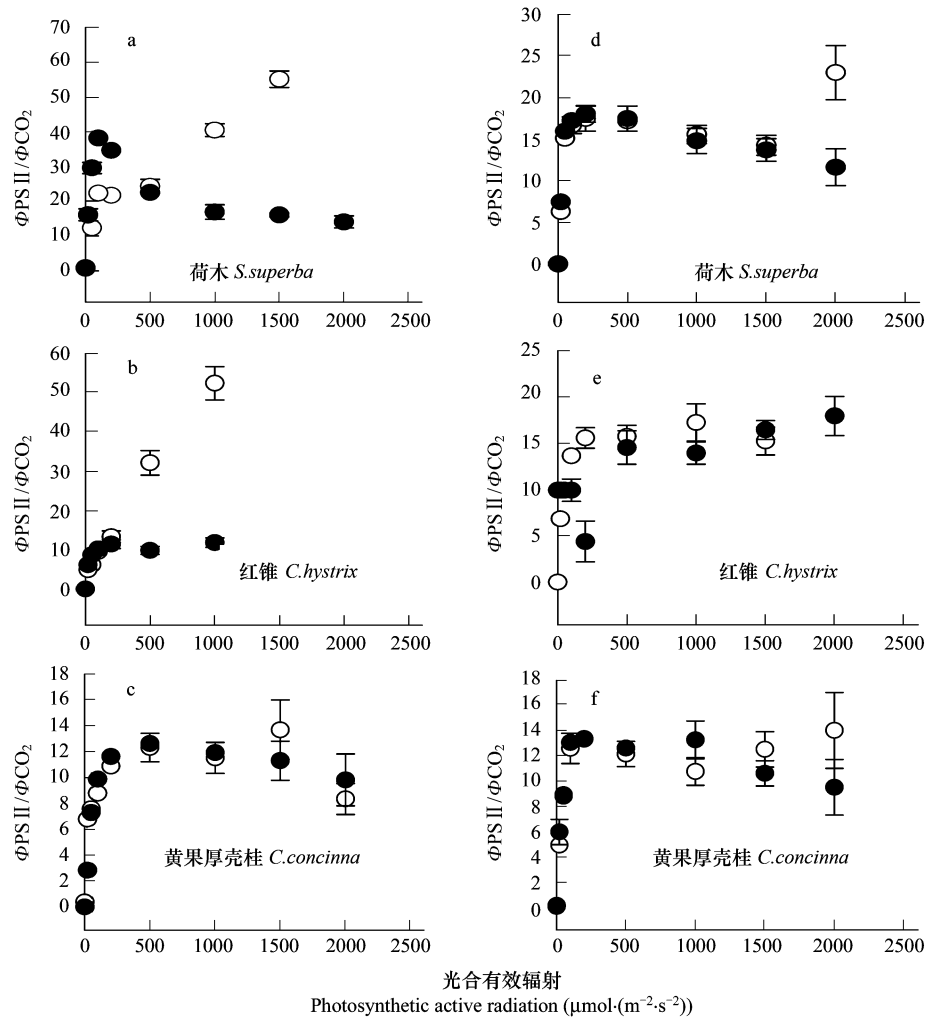 a
70
60
50
40
30
20
10
0
ΦPSⅡ/ΦCO₂
荷木 S.superba
0 500 1000 1500 2000 2500
d
30
25
20
15
10
5
0
ΦPSⅡ/ΦCO₂
荷木 S.superba
0 500 1000 1500 2000 2500
b
60
50
40
30
20
10
0
ΦPSⅡ/ΦCO₂
红锥 C.hystrix
0 500 1000 1500 2000 2500
e
25
20
15
10
5
0
ΦPSⅡ/ΦCO₂
红锥 C.hystrix
0 500 1000 1500 2000 2500
c
18
16
14
12
10
8
6
4
2
0
ΦPSⅡ/ΦCO₂
黄果厚壳桂 C.concinna
0 500 1000 1500 2000 2500
f
18
16
14
12
10
8
6
4
2
0
ΦPSⅡ/ΦCO₂
黄果厚壳桂 C.concinna
0 500 1000 1500 2000 2500
光合有效辐射
Photosynthetic active radiation (μmol·(m⁻²·s⁻²))